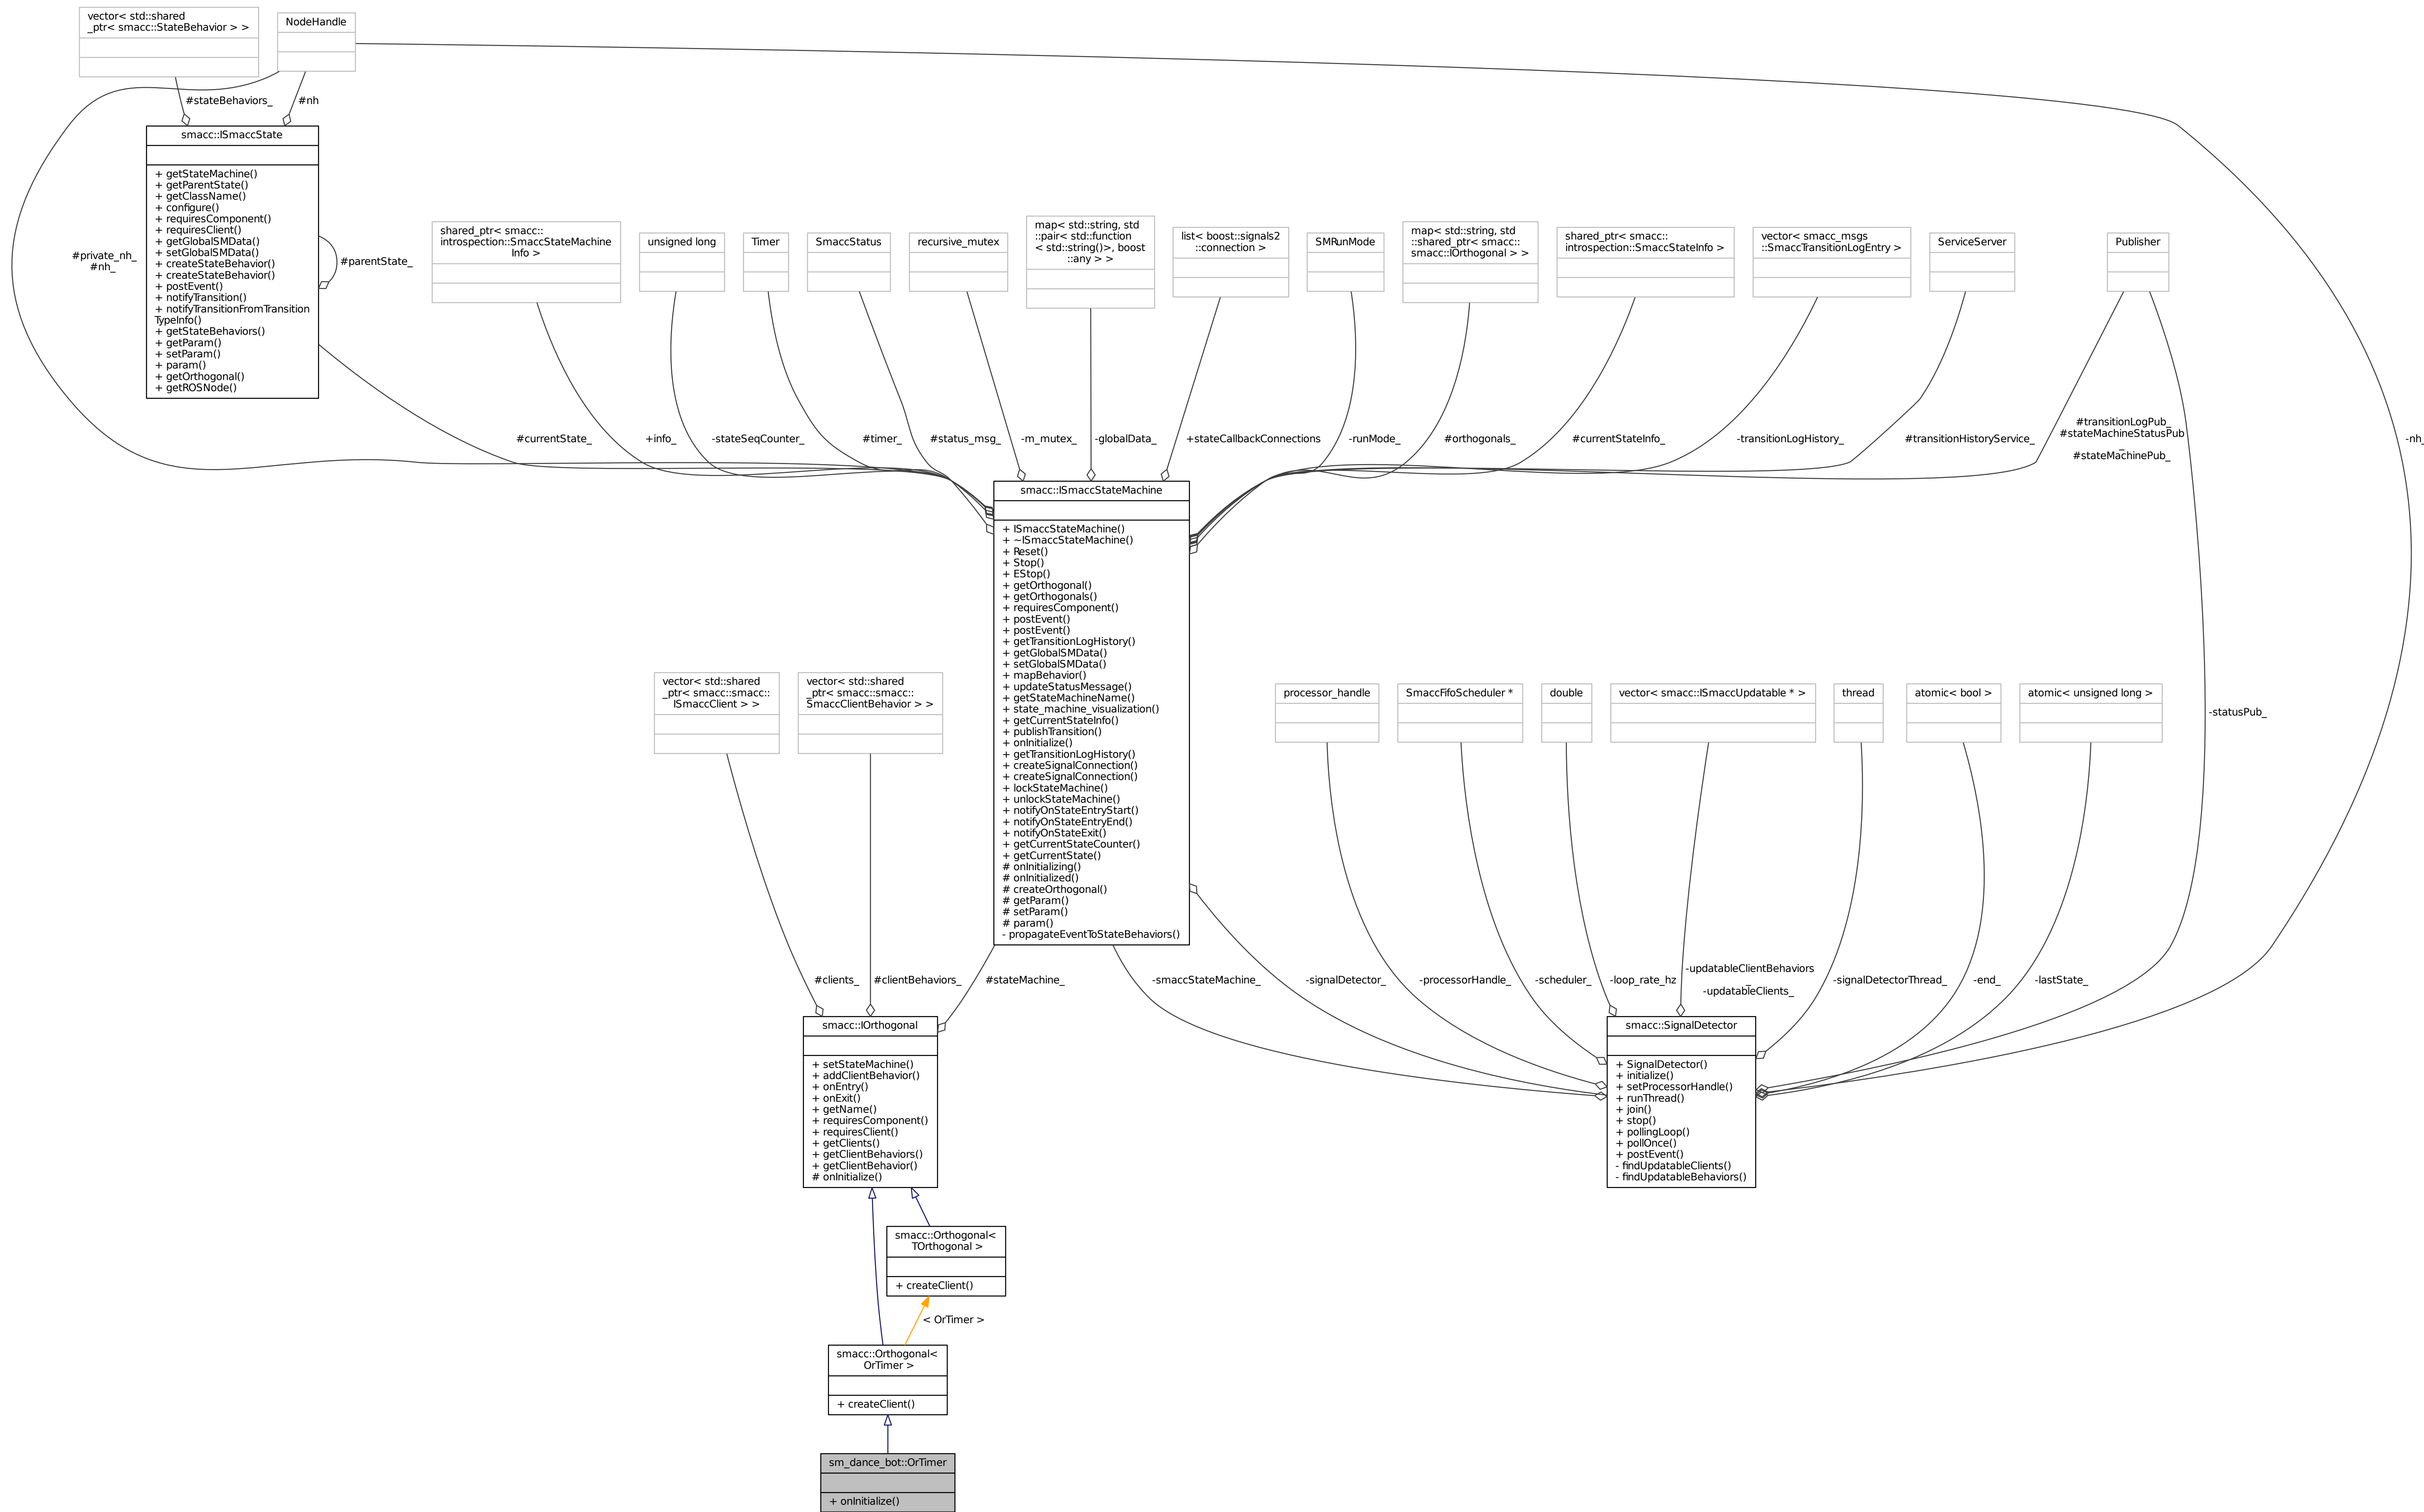 vector< std::shared
_ptr< smacc::StateBehavior > >
NodeHandle
#stateBehaviors_
#nh
smacc::ISmaccState
+ getStateMachine()
+ getParentState()
+ getClassName()
+ configure()
+ requiresComponent()
+ requiresClient()
+ getGlobalSMData()
+ setGlobalSMData()
+ createStateBehavior()
+ createStateBehavior()
+ postEvent()
+ notifyTransition()
+ notifyTransitionFromTransition
TypeInfo()
+ getStateBehaviors()
+ getParam()
+ setParam()
+ param()
+ getOrthogonal()
+ getROSNode()
#private_nh_
#nh_
#parentState_
shared_ptr< smacc::
introspection::SmaccStateMachine
Info >
unsigned long
Timer
SmaccStatus
recursive_mutex
map< std::string, std
::pair< std::function
< std::string()>, boost
::any > >
list< boost::signals2
::connection >
SMRunMode
map< std::string, std
::shared_ptr< smacc::
smacc::IOrthogonal > >
shared_ptr< smacc::
introspection::SmaccStateInfo >
vector< smacc_msgs
::SmaccTransitionLogEntry >
ServiceServer
Publisher
#currentState_
+info_
-stateSeqCounter_
#timer_
#status_msg_
-m_mutex_
-globalData_
+stateCallbackConnections
-runMode_
#orthogonals_
#currentStateInfo_
-transitionLogHistory_
#transitionHistoryService_
#transitionLogPub_
#stateMachineStatusPub
_
#stateMachinePub_
-nh_
smacc::ISmaccStateMachine
+ ISmaccStateMachine()
+ ~ISmaccStateMachine()
+ Reset()
+ Stop()
+ EStop()
+ getOrthogonal()
+ getOrthogonals()
+ requiresComponent()
+ postEvent()
+ postEvent()
+ getTransitionLogHistory()
+ getGlobalSMData()
+ setGlobalSMData()
+ mapBehavior()
+ updateStatusMessage()
+ getStateMachineName()
+ state_machine_visualization()
+ getCurrentStateInfo()
+ publishTransition()
+ onInitialize()
+ getTransitionLogHistory()
+ createSignalConnection()
+ createSignalConnection()
+ lockStateMachine()
+ unlockStateMachine()
+ notifyOnStateEntryStart()
+ notifyOnStateEntryEnd()
+ notifyOnStateExit()
+ getCurrentStateCounter()
+ getCurrentState()
# onInitializing()
# onInitialized()
# createOrthogonal()
# getParam()
# setParam()
# param()
- propagateEventToStateBehaviors()
vector< std::shared
_ptr< smacc::smacc::
ISmaccClient > >
vector< std::shared
_ptr< smacc::smacc::
SmaccClientBehavior > >
processor_handle
SmaccFifoScheduler *
double
vector< smacc::ISmaccUpdatable * >
thread
atomic< bool >
atomic< unsigned long >
-statusPub_
#clients_
#clientBehaviors_
#stateMachine_
-smaccStateMachine_
-signalDetector_
-processorHandle_
-scheduler_
-loop_rate_hz
-updatableClientBehaviors
_
-updatableClients_
-signalDetectorThread_
-end_
-lastState_
smacc::IOrthogonal
+ setStateMachine()
+ addClientBehavior()
+ onEntry()
+ onExit()
+ getName()
+ requiresComponent()
+ requiresClient()
+ getClients()
+ getClientBehaviors()
+ getClientBehavior()
# onInitialize()
smacc::SignalDetector
+ SignalDetector()
+ initialize()
+ setProcessorHandle()
+ runThread()
+ join()
+ stop()
+ pollingLoop()
+ pollOnce()
+ postEvent()
- findUpdatableClients()
- findUpdatableBehaviors()
smacc::Orthogonal<
TOrthogonal >
+ createClient()
< OrTimer >
smacc::Orthogonal<
OrTimer >
+ createClient()
sm_dance_bot::OrTimer
+ onInitialize()